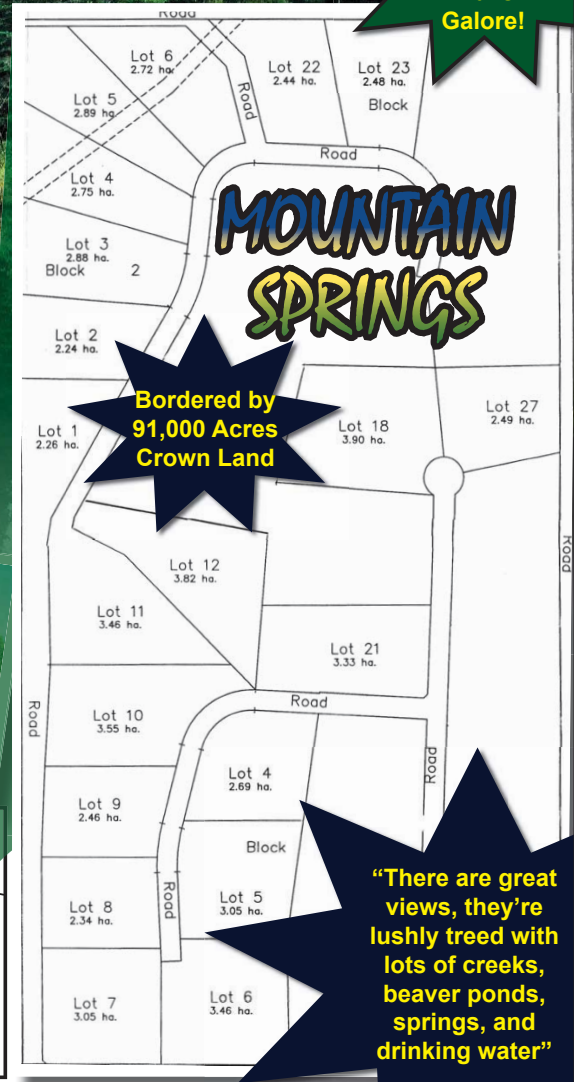 Galore!
Road
Lot 6
2.72 ha.
Lot 22
2.44 ha.
Lot 23
2.48 ha.
Block
Lot 5
2.89 ha.
Road
Road
Lot 4
2.75 ha.
MOUNTAIN
SPRINGS
Lot 3
2.88 ha.
Block 2
Lot 2
2.24 ha.
Bordered by
91,000 Acres
Crown Land
Lot 1
2.26 ha.
Lot 18
3.90 ha.
Lot 27
2.49 ha.
Road
Lot 12
3.82 ha.
Lot 11
3.46 ha.
Lot 21
3.33 ha.
Road
Road
Lot 10
3.55 ha.
Road
Lot 4
2.69 ha.
Lot 9
2.46 ha.
Block
Road
Lot 5
3.05 ha.
Lot 8
2.34 ha.
Lot 7
3.05 ha.
Lot 6
3.46 ha.
“There are great
views, they’re
lushly treed with
lots of creeks,
beaver ponds,
springs, and
drinking water”